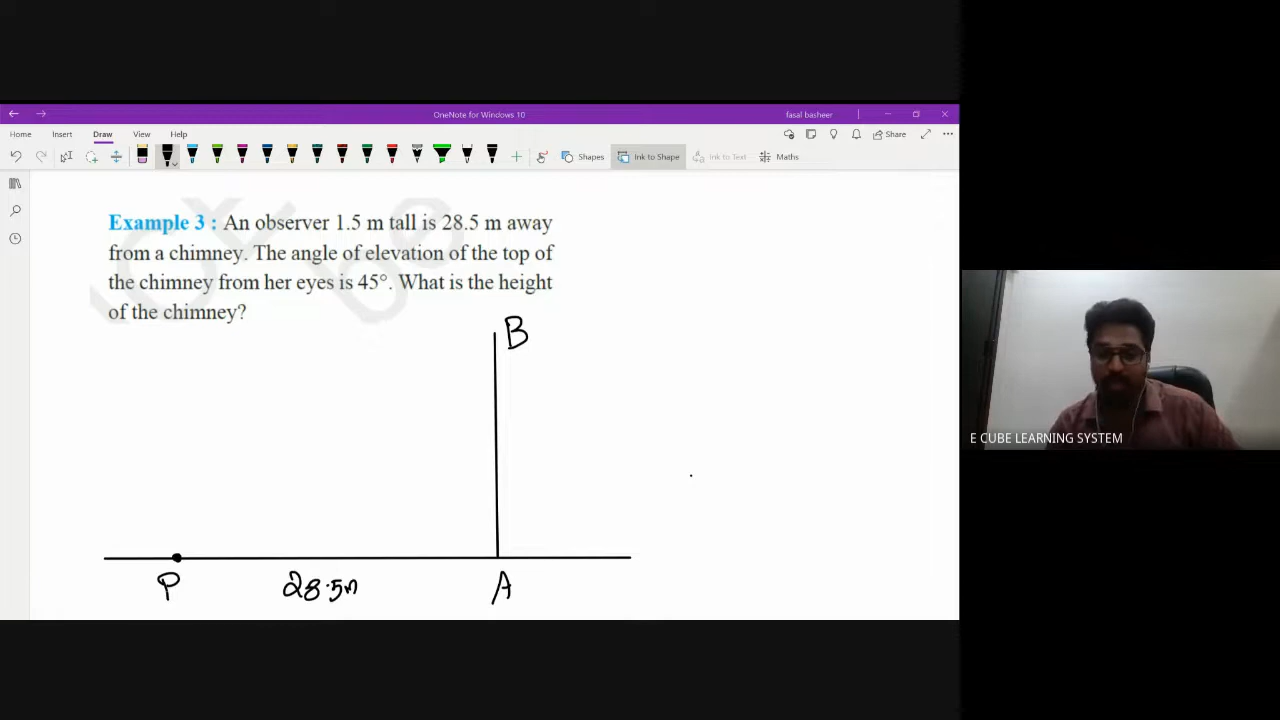 OneNote for Windows 10
fasal basheer
Home Insert Draw View Help
Share
Shapes Ink to Shape Ink to Text Maths
Example 3 : An observer 1.5 m tall is 28.5 m away
from a chimney. The angle of elevation of the top of
the chimney from her eyes is 45°. What is the height
of the chimney?
B
P 28.5m A
E CUBE LEARNING SYSTEM